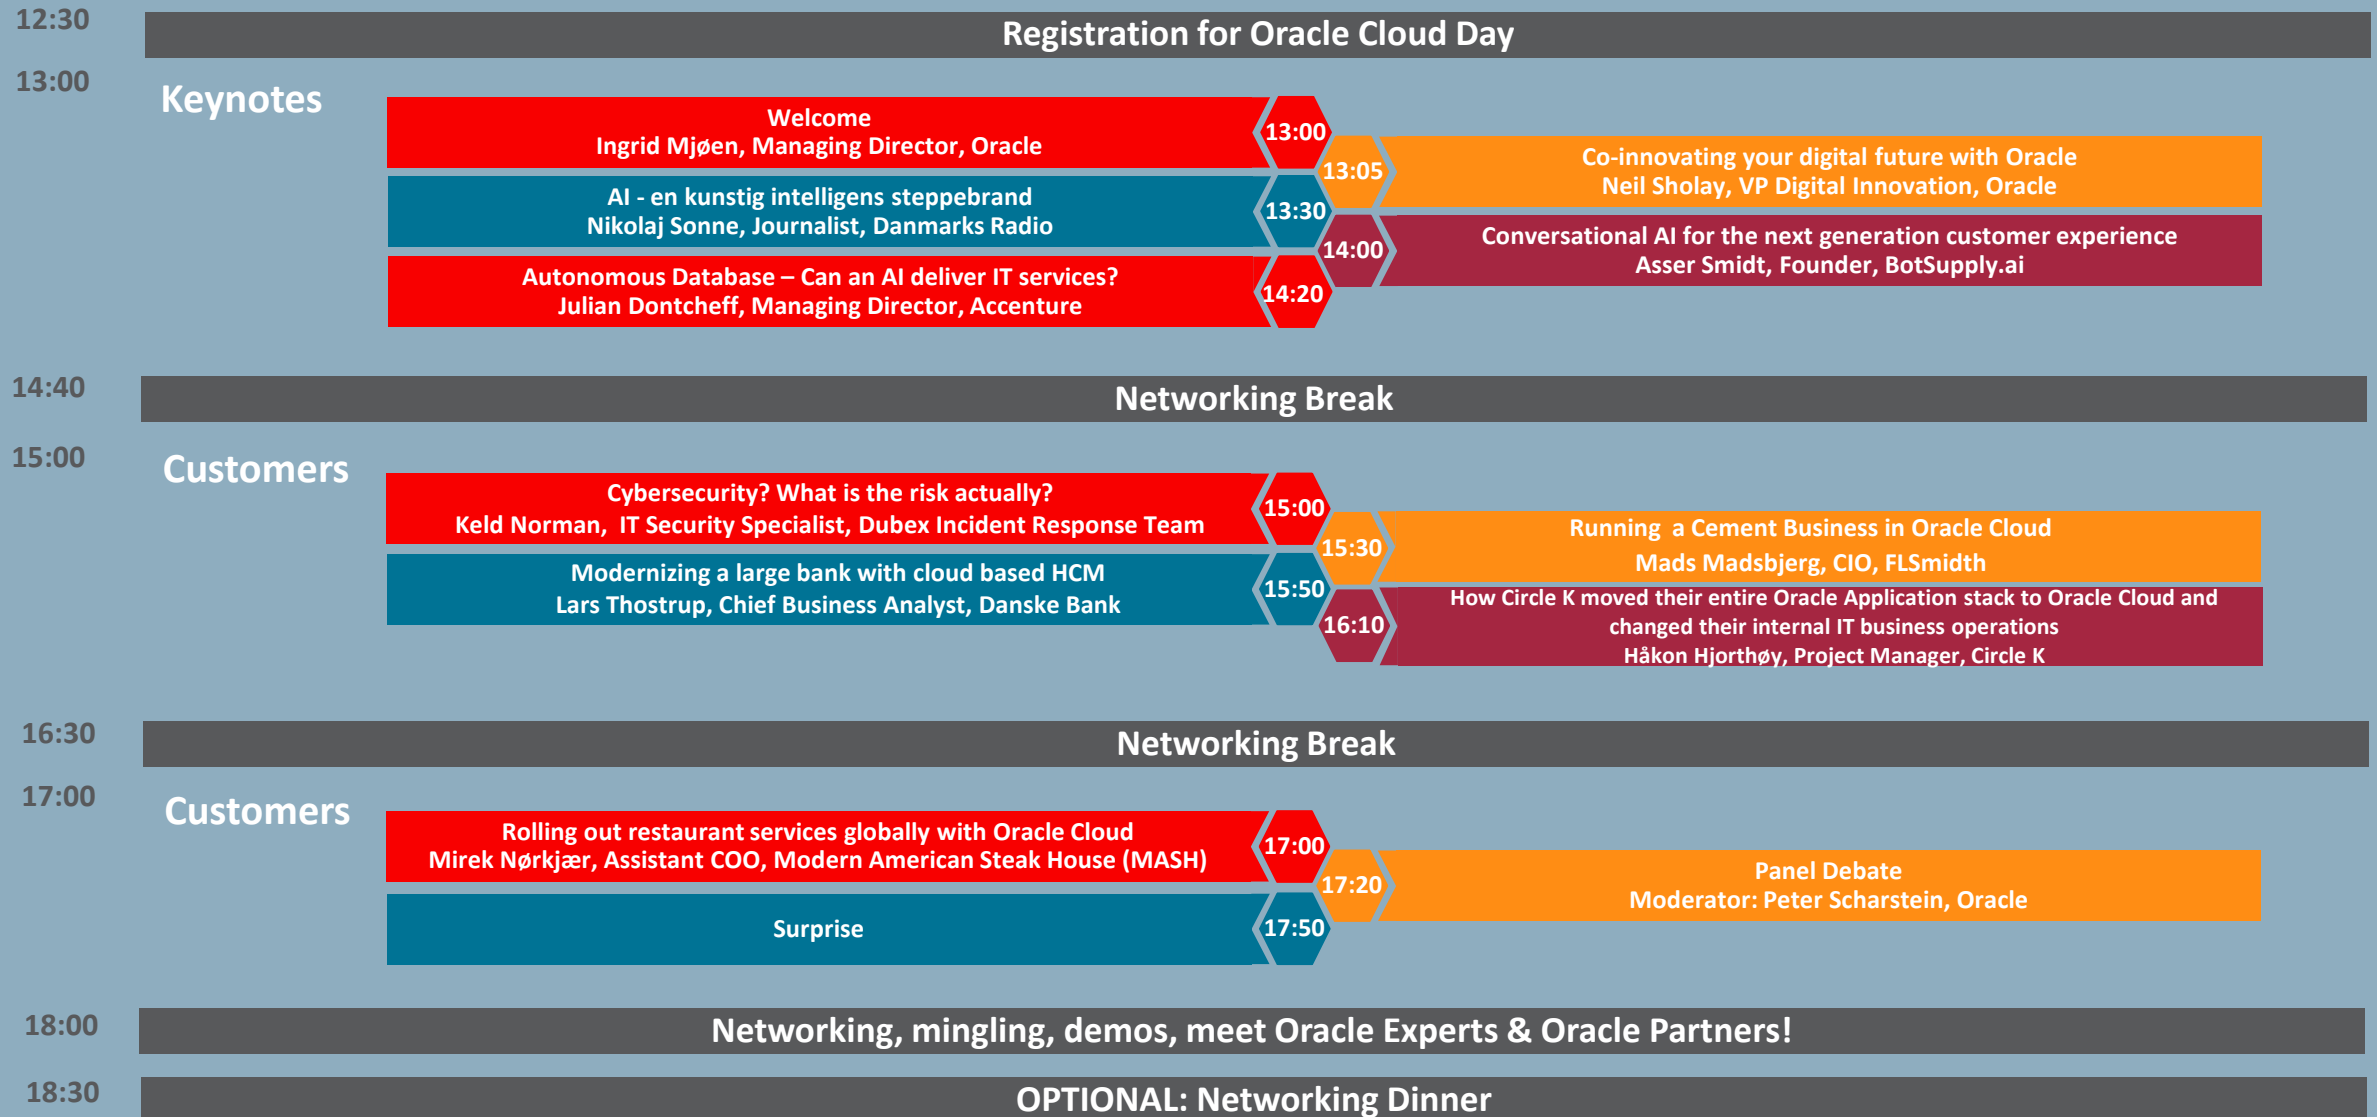 12:30
Registration for Oracle Cloud Day
13:00
Keynotes
Welcome
Ingrid Mjøen, Managing Director, Oracle
13:00
13:05
Co-innovating your digital future with Oracle
Neil Sholay, VP Digital Innovation, Oracle
AI - en kunstig intelligens steppebrand
Nikolaj Sonne, Journalist, Danmarks Radio
13:30
14:00
Conversational AI for the next generation customer experience
Asser Smidt, Founder, BotSupply.ai
Autonomous Database – Can an AI deliver IT services?
Julian Dontcheff, Managing Director, Accenture
14:20
14:40
Networking Break
15:00
Customers
Cybersecurity? What is the risk actually?
Keld Norman, IT Security Specialist, Dubex Incident Response Team
15:00
15:30
Running a Cement Business in Oracle Cloud
Mads Madsbjerg, CIO, FLSmidth
Modernizing a large bank with cloud based HCM
Lars Thostrup, Chief Business Analyst, Danske Bank
15:50
16:10
How Circle K moved their entire Oracle Application stack to Oracle Cloud and
changed their internal IT business operations
Håkon Hjorthøy, Project Manager, Circle K
16:30
Networking Break
17:00
Customers
Rolling out restaurant services globally with Oracle Cloud
Mirek Nørkjær, Assistant COO, Modern American Steak House (MASH)
17:00
17:20
Panel Debate
Moderator: Peter Scharstein, Oracle
Surprise
17:50
18:00
Networking, mingling, demos, meet Oracle Experts & Oracle Partners!
18:30
OPTIONAL: Networking Dinner